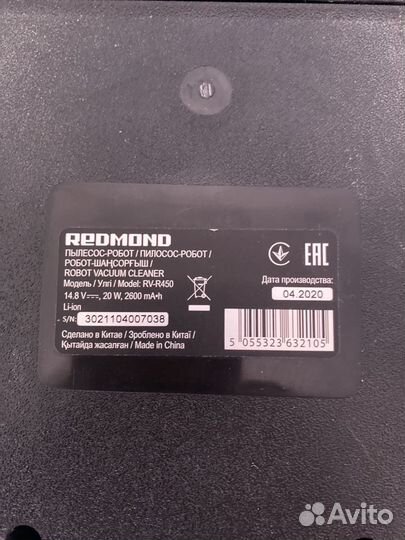 REDMOND
ПЫЛЕСОС-РОБОТ / ПИЛОСОС-РОБОТ /
РОБОТ-ШАҢСОРҒЫШ /
ROBOT VACUUM CLEANER
Модель / Улгі / Model: RV-R450
14.8 V, 20 W, 2600 mA•h
Li-ion
S/N: 3021104007038
Сделано в Китае / Зроблено в Китаї /
Қытайда жасалған /
Made in China
EAC
Дата производства:
04.2020
5 055323 632105
Avito